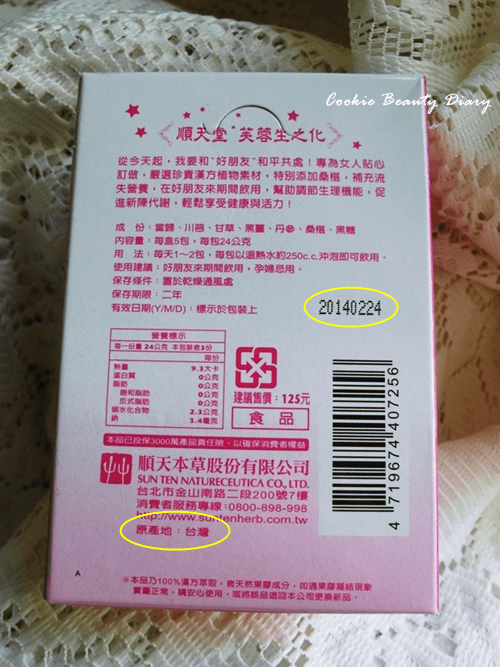 Cookie Beauty Diary
順天堂 芙蓉生之化
從今天起，我要和"好朋友"和平共處！專為女人貼心
訂做，嚴選珍貴漢方植物素材，特別添加桑椹，補充流
失營養，在好朋友來期間飲用，幫助調節生理機能，促
進新陳代謝，輕鬆享受健康與活力！
成　份：當歸、川芎、甘草、黑薑、丹參、桑椹、黑糖
內容量：每盒5包，每包24公克
用　法：每天1～2包，每包以溫熱水約250c.c.沖泡即可飲用。
使用建議：好朋友來期間飲用，孕婦忌用。
保存條件：置於乾燥通風處
保存期限：二年
有效日期(Y/M/D)：標示於包裝上
20140224
營養標示
每一份量 24公克 本包裝含5份
每份
熱量 9.3大卡
蛋白質 0公克
脂肪 0公克
飽和脂肪 0公克
反式脂肪 0公克
碳水化合物 2.3公克
鈉 3.4毫克
建議售價：125元
食品
4 719674 407256
本品已投保3000萬產品責任險，以確保消費者權益
順天本草股份有限公司
SUN TEN NATURECEUTICA CO., LTD.
台北市金山南路二段200號7樓
消費者服務專線:0800-898-998
http://www.suntenherb.com.tw
原產地：台灣
A
※本品乃100%漢方萃取，會天然果膠成分，如遇果膠凝結現象
實屬正常，請安心使用，或將該品退回本公司更換新品。